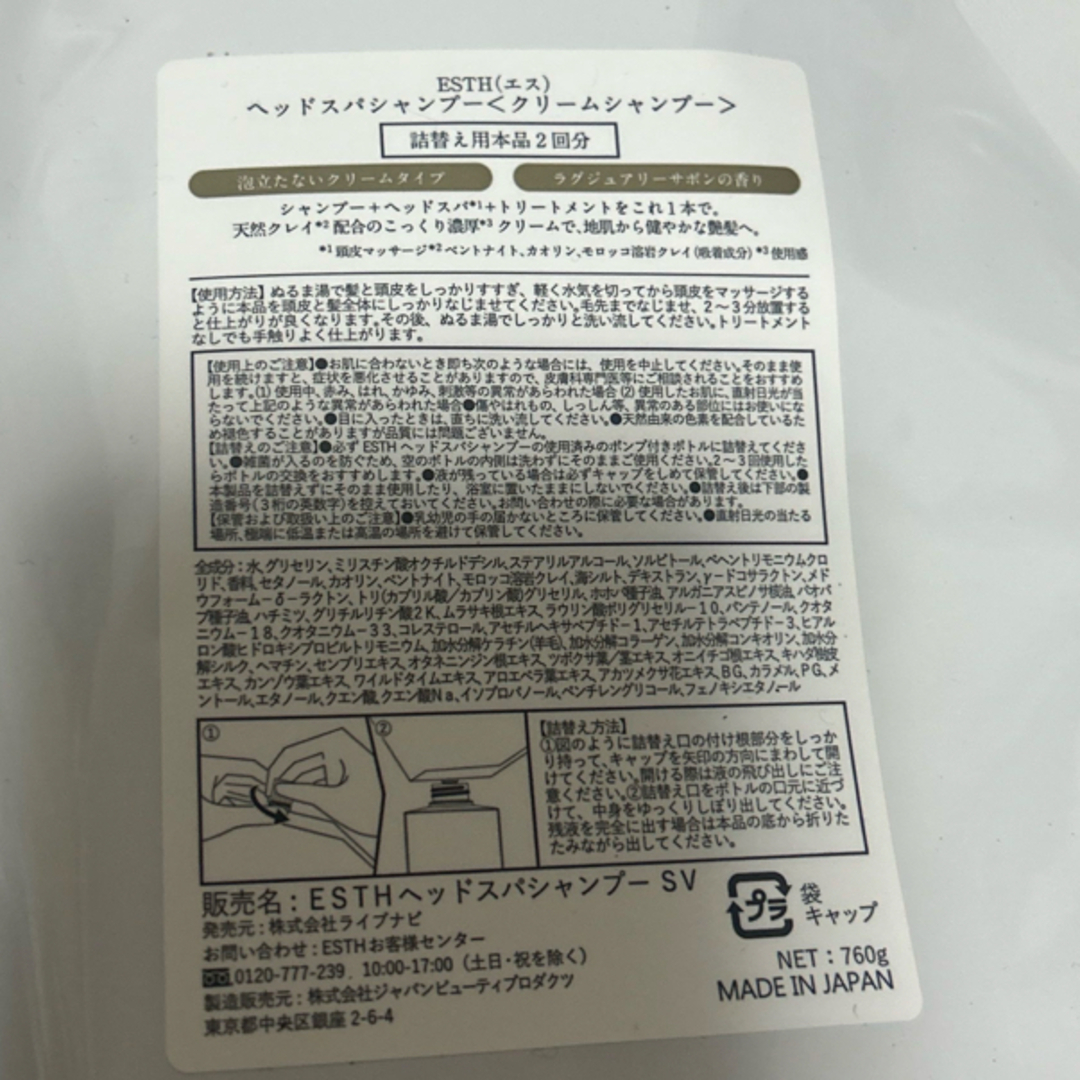 ESTH(エス)
ヘッドスパシャンプー<クリームシャンプー>
詰替え用本品2回分
泡立たないクリームタイプ
ラグジュアリーサボンの香り
シャンプー+ヘッドスパ*1+トリートメントをこれ1本で。
天然クレイ*2配合のこっくり濃厚*3クリームで、地肌から健やかな艶髪へ。
*1頭皮マッサージ*2ベントナイト、カオリン、モロッコ溶岩クレイ(吸着成分)*3使用感
【使用方法】ぬるま湯で髪と頭皮をしっかりすすぎ、軽く水気を切ってから頭皮をマッサージする
ように本品を頭皮と髪全体にしっかりなじませてください。毛先までなじませ、2〜3分放置する
と仕上がりが良くなります。その後、ぬるま湯でしっかりと洗い流してください。トリートメント
なしでも手触りよく仕上がります。
【使用上のご注意】●お肌に合わないとき即ち次のような場合には、使用を中止してください。そのまま使
用を続けますと、症状を悪化させることがありますので、皮膚科専門医等にご相談されることをおすすめ
します。(1)使用中、赤み、はれ、かゆみ、刺激等の異常があらわれた場合(2)使用したお肌に、直射日光が当
たって上記のような異常があらわれた場合●傷やはれもの、しっしん等、異常のある部位にはお使いにな
らないでください。●目に入ったときは、直ちに洗い流してください。●天然由来の色素を配合しているた
め褪色することがありますが品質には問題ございません。
【詰替えのご注意】●必ずESTHヘッドスパシャンプーの使用済みのポンプ付きボトルに詰替えてくださ
い。●雑菌が入るのを防ぐため、空のボトルの内側は洗わずにそのままご使用ください。2〜3回使用した
らボトルの交換をおすすめします。●液が残っている場合は必ずキャップをしめて保管してください。●
本製品を詰替えずにそのまま使用したり、浴室に置いたままにしないでください。●詰替え後は下部の製
造番号(3桁の英数字)を控えておいてください。お問い合わせの際に必要な場合があります。
【保管および取扱い上のご注意】●乳幼児の手の届かないところに保管してください。●直射日光の当たる
場所、極端に低温または高温の場所を避けて保管してください。
全成分:水、グリセリン、ミリスチン酸オクチルドデシル、ステアリルアルコール、ソルビトール、ベヘントリモニウムクロ
リド、香料、セタノール、カオリン、ベントナイト、モロッコ溶岩クレイ、海シルト、デキストラン、γ-ドコサラクトン、メド
ウフォーム-δ-ラクトン、トリ(カプリル酸/カプリン酸)グリセリル、ホホバ種子油、アルガニアスピノサ核油、バオバ
ブ種子油、ハチミツ、グリチルリチン酸2K、ムラサキ根エキス、ラウリン酸ポリグリセリル-10、パンテノール、クオタ
ニウム-18、クオタニウム-33、コレステロール、アセチルヘキサペプチド-1、アセチルテトラペプチド-3、ヒアル
ロン酸ヒドロキシプロピルトリモニウム、加水分解ケラチン(羊毛)、加水分解コラーゲン、加水分解コンキオリン、加水分
解シルク、ヘマチン、センブリエキス、オタネニンジン根エキス、ツボクサ葉/茎エキス、オニイチゴ根エキス、キハダ樹皮
エキス、カンゾウ葉エキス、ワイルドタイムエキス、アロエベラ葉エキス、アカツメクサ花エキス、BG、カラメル、PG、メ
ントール、エタノール、クエン酸、クエン酸Na、イソプロパノール、ペンチレングリコール、フェノキシエタノール
①
②
【詰替え方法】
①図のように詰替え口の付け根部分をしっか
り持って、キャップを矢印の方向にまわして開
けてください。開ける際は液の飛び出しにご注
意ください。②詰替え口をボトルの口元に近づ
けて、中身をゆっくりしぼり出してください。
残液を完全に出す場合は本品の底から折りた
たみながら出してください。
販売名:ESTHヘッドスパシャンプー SV
発売元:株式会社ライブナビ
お問い合わせ:ESTHお客様センター
0120-777-239 10:00-17:00(土日・祝を除く)
製造販売元:株式会社ジャパンビューティプロダクツ
東京都中央区銀座2-6-4
プラ
袋
キャップ
NET:760g
MADE IN JAPAN